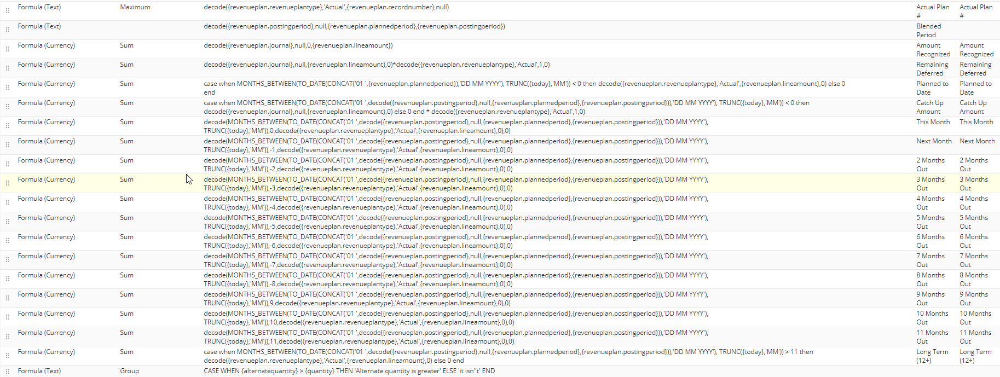 Formula (Text) Maximum decode({revenueplan.revenueplantype},'Actual',{revenueplan.recordnumber},null) Actual Plan Actual Plan
# #
Formula (Text) decode({revenueplan.postingperiod},null,{revenueplan.plannedperiod},{revenueplan.postingperiod}) Blended
Period
Formula (Currency) Sum decode({revenueplan.journal},null,0,{revenueplan.lineamount}) Amount Amount
Recognized Recognized
Formula (Currency) Sum decode({revenueplan.journal},null,{revenueplan.lineamount},0)*decode({revenueplan.revenueplantype},'Actual',1,0) Remaining Remaining
Deferred Deferred
Formula (Currency) Sum case when MONTHS_BETWEEN(TO_DATE(CONCAT('01 ',{revenueplan.plannedperiod}),'DD MM YYYY'), TRUNC({today},'MM')) < 0 then decode({revenueplan.revenueplantype},'Actual',{revenueplan.lineamount},0) else 0 Planned to Planned to
end Date Date
Formula (Currency) Sum case when MONTHS_BETWEEN(TO_DATE(CONCAT('01 ',decode({revenueplan.postingperiod},null,{revenueplan.plannedperiod},{revenueplan.postingperiod})),'DD MM YYYY'), TRUNC({today},'MM')) < 0 then Catch Up Catch Up
decode({revenueplan.journal},null,{revenueplan.lineamount},0) else 0 end * decode({revenueplan.revenueplantype},'Actual',1,0) Amount Amount
Formula (Currency) Sum decode(MONTHS_BETWEEN(TO_DATE(CONCAT('01 ',decode({revenueplan.postingperiod},null,{revenueplan.plannedperiod},{revenueplan.postingperiod})),'DD MM YYYY'), This Month This Month
TRUNC({today},'MM')),0,decode({revenueplan.revenueplantype},'Actual',{revenueplan.lineamount},0),0)
Formula (Currency) Sum decode(MONTHS_BETWEEN(TO_DATE(CONCAT('01 ',decode({revenueplan.postingperiod},null,{revenueplan.plannedperiod},{revenueplan.postingperiod})),'DD MM YYYY'), Next Month Next Month
TRUNC({today},'MM')),-1,decode({revenueplan.revenueplantype},'Actual',{revenueplan.lineamount},0),0)
Formula (Currency) Sum decode(MONTHS_BETWEEN(TO_DATE(CONCAT('01 ',decode({revenueplan.postingperiod},null,{revenueplan.plannedperiod},{revenueplan.postingperiod})),'DD MM YYYY'), 2 Months 2 Months
TRUNC({today},'MM')),-2,decode({revenueplan.revenueplantype},'Actual',{revenueplan.lineamount},0),0) Out Out
Formula (Currency) Sum decode(MONTHS_BETWEEN(TO_DATE(CONCAT('01 ',decode({revenueplan.postingperiod},null,{revenueplan.plannedperiod},{revenueplan.postingperiod})),'DD MM YYYY'), 3 Months 3 Months
TRUNC({today},'MM')),-3,decode({revenueplan.revenueplantype},'Actual',{revenueplan.lineamount},0),0) Out Out
Formula (Currency) Sum decode(MONTHS_BETWEEN(TO_DATE(CONCAT('01 ',decode({revenueplan.postingperiod},null,{revenueplan.plannedperiod},{revenueplan.postingperiod})),'DD MM YYYY'), 4 Months 4 Months
TRUNC({today},'MM')),-4,decode({revenueplan.revenueplantype},'Actual',{revenueplan.lineamount},0),0) Out Out
Formula (Currency) Sum decode(MONTHS_BETWEEN(TO_DATE(CONCAT('01 ',decode({revenueplan.postingperiod},null,{revenueplan.plannedperiod},{revenueplan.postingperiod})),'DD MM YYYY'), 5 Months 5 Months
TRUNC({today},'MM')),-5,decode({revenueplan.revenueplantype},'Actual',{revenueplan.lineamount},0),0) Out Out
Formula (Currency) Sum decode(MONTHS_BETWEEN(TO_DATE(CONCAT('01 ',decode({revenueplan.postingperiod},null,{revenueplan.plannedperiod},{revenueplan.postingperiod})),'DD MM YYYY'), 6 Months 6 Months
TRUNC({today},'MM')),-6,decode({revenueplan.revenueplantype},'Actual',{revenueplan.lineamount},0),0) Out Out
Formula (Currency) Sum decode(MONTHS_BETWEEN(TO_DATE(CONCAT('01 ',decode({revenueplan.postingperiod},null,{revenueplan.plannedperiod},{revenueplan.postingperiod})),'DD MM YYYY'), 7 Months 7 Months
TRUNC({today},'MM')),-7,decode({revenueplan.revenueplantype},'Actual',{revenueplan.lineamount},0),0) Out Out
Formula (Currency) Sum decode(MONTHS_BETWEEN(TO_DATE(CONCAT('01 ',decode({revenueplan.postingperiod},null,{revenueplan.plannedperiod},{revenueplan.postingperiod})),'DD MM YYYY'), 8 Months 8 Months
TRUNC({today},'MM')),-8,decode({revenueplan.revenueplantype},'Actual',{revenueplan.lineamount},0),0) Out Out
Formula (Currency) Sum decode(MONTHS_BETWEEN(TO_DATE(CONCAT('01 ',decode({revenueplan.postingperiod},null,{revenueplan.plannedperiod},{revenueplan.postingperiod})),'DD MM YYYY'), 9 Months 9 Months
TRUNC({today},'MM')),9,decode({revenueplan.revenueplantype},'Actual',{revenueplan.lineamount},0),0) Out Out
Formula (Currency) Sum decode(MONTHS_BETWEEN(TO_DATE(CONCAT('01 ',decode({revenueplan.postingperiod},null,{revenueplan.plannedperiod},{revenueplan.postingperiod})),'DD MM YYYY'), 10 Months 10 Months
TRUNC({today},'MM')),10,decode({revenueplan.revenueplantype},'Actual',{revenueplan.lineamount},0),0) Out Out
Formula (Currency) Sum decode(MONTHS_BETWEEN(TO_DATE(CONCAT('01 ',decode({revenueplan.postingperiod},null,{revenueplan.plannedperiod},{revenueplan.postingperiod})),'DD MM YYYY'), 11 Months 11 Months
TRUNC({today},'MM')),11,decode({revenueplan.revenueplantype},'Actual',{revenueplan.lineamount},0),0) Out Out
Formula (Currency) Sum case when MONTHS_BETWEEN(TO_DATE(CONCAT('01 ',decode({revenueplan.postingperiod},null,{revenueplan.plannedperiod},{revenueplan.postingperiod})),'DD MM YYYY'), TRUNC({today},'MM')) > 11 then Long Term Long Term
decode({revenueplan.revenueplantype},'Actual',{revenueplan.lineamount},0) else 0 end (12+) (12+)
Formula (Text) Group CASE WHEN {alternatequantity} > {quantity} THEN 'Alternate quantity is greater' ELSE 'it isn''t' END